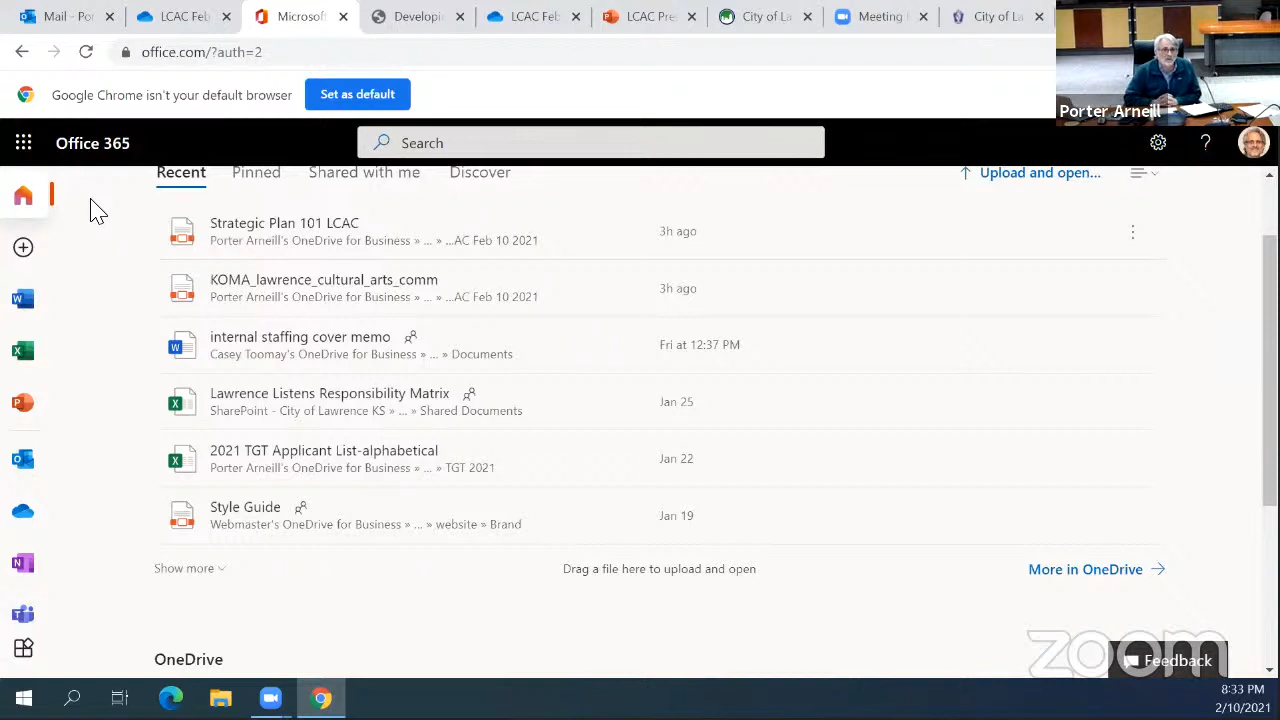 Mail - Por
LCAC Feb
Microsof
Developi
LCAC Feb
LCAC Pre
City of L
Meeting
City of La
office.com/?auth=2
Google Chrome isn't your default browser
Set as default
Porter Arneill
Office 365
Search
Recent
Pinned
Shared with me
Discover
Upload and open...
Strategic Plan 101 LCAC
Porter Arneill's OneDrive for Business » ... » ...AC Feb 10 2021
3h ago
KOMA_lawrence_cultural_arts_comm
Porter Arneill's OneDrive for Business » ... » ...AC Feb 10 2021
3h ago
internal staffing cover memo
Casey Toomay's OneDrive for Business » ... » Documents
Fri at 12:37 PM
Lawrence Listens Responsibility Matrix
SharePoint - City of Lawrence KS » ... » Shared Documents
Jan 25
2021 TGT Applicant List-alphabetical
Porter Arneill's OneDrive for Business » ... » TGT 2021
Jan 22
Style Guide
Webmaster's OneDrive for Business » ... » website » Brand
Jan 19
Show more
Drag a file here to upload and open
More in OneDrive
OneDrive
zoom
Feedback
8:33 PM
2/10/2021